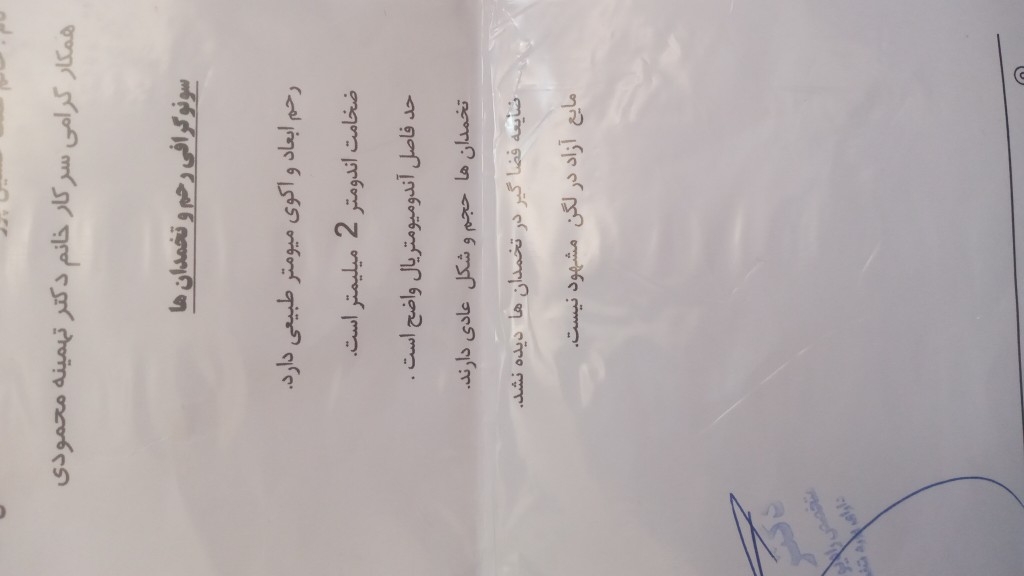 همکار گرامی سرکار خانم دکتر تهمینه محمودی
سونوگرافی رحم و تخمدان ها
رحم ابعاد و اکوی میومتر طبیعی دارد.
ضخامت اندومتر 2 میلیمتر است.
حد فاصل آندومیومتریال واضح است .
تخمدان ها حجم و شکل عادی دارند.
ضایعه فضاگیر در تخمدان ها دیده نشد.
مایع آزاد در لگن مشهود نیست.
دکتر